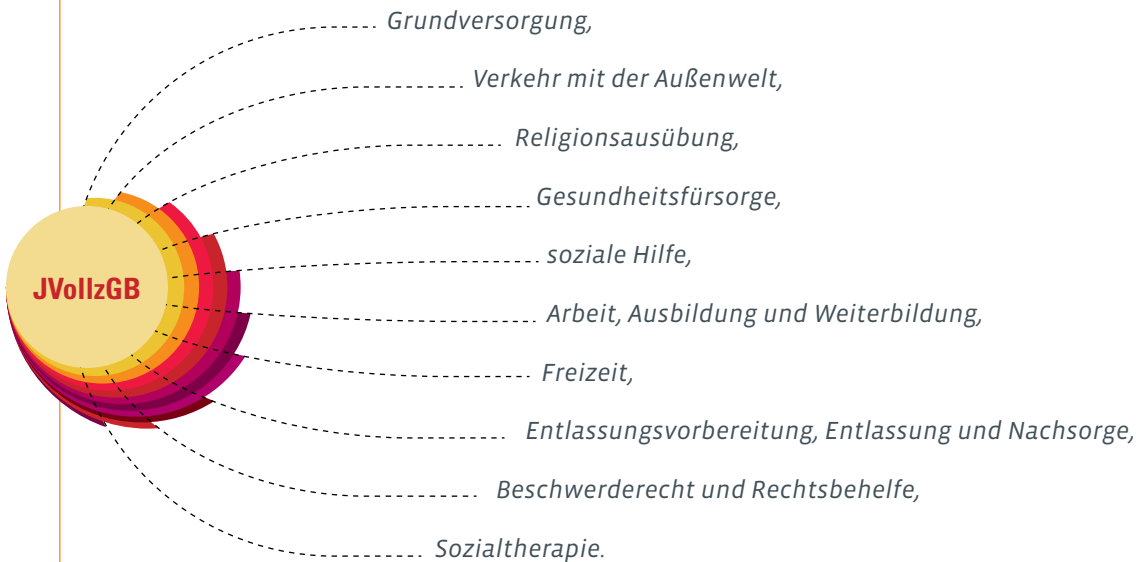 Grundversorgung,
Verkehr mit der Außenwelt,
Religionsausübung,
Gesundheitsfürsorge,
soziale Hilfe,
JVollzGB
Arbeit, Ausbildung und Weiterbildung,
Freizeit,
Entlassungsvorbereitung, Entlassung und Nachsorge,
Beschwerderecht und Rechtsbehelfe,
Sozialtherapie.